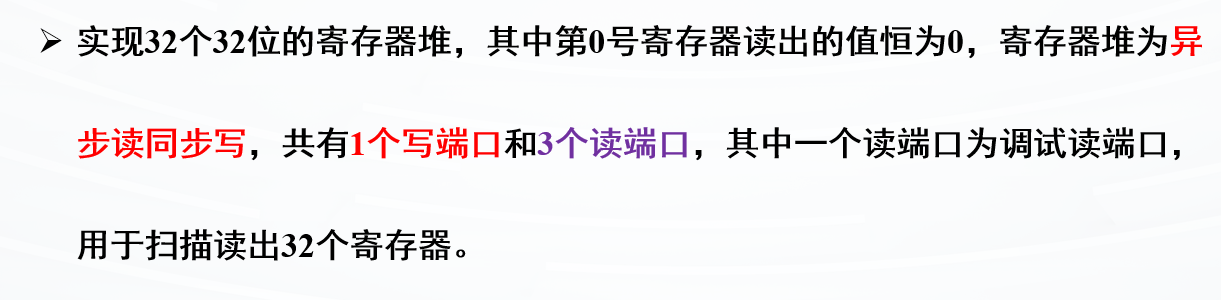 ➢ 实现32个32位的寄存器堆，其中第0号寄存器读出的值恒为0，寄存器堆为异
步读同步写，共有1个写端口和3个读端口，其中一个读端口为调试读端口，
用于扫描读出32个寄存器。